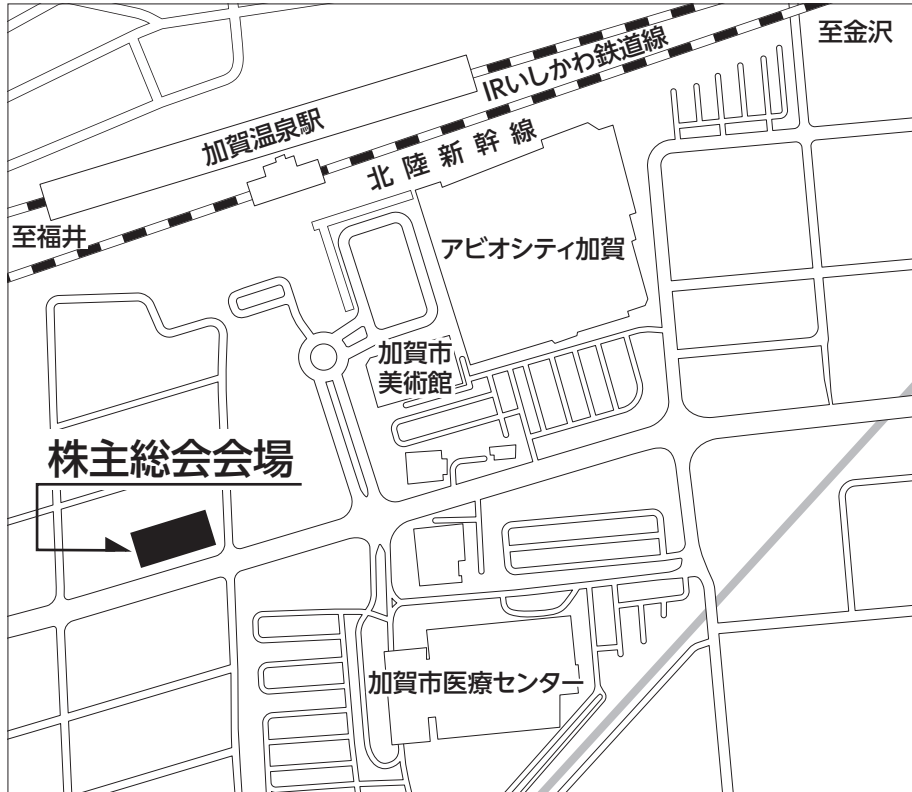 至金沢
IRいしかわ鉄道線
加賀温泉駅
北陸新幹線
至福井
アビオシティ加賀
加賀市
美術館
株主総会会場
加賀市医療センター